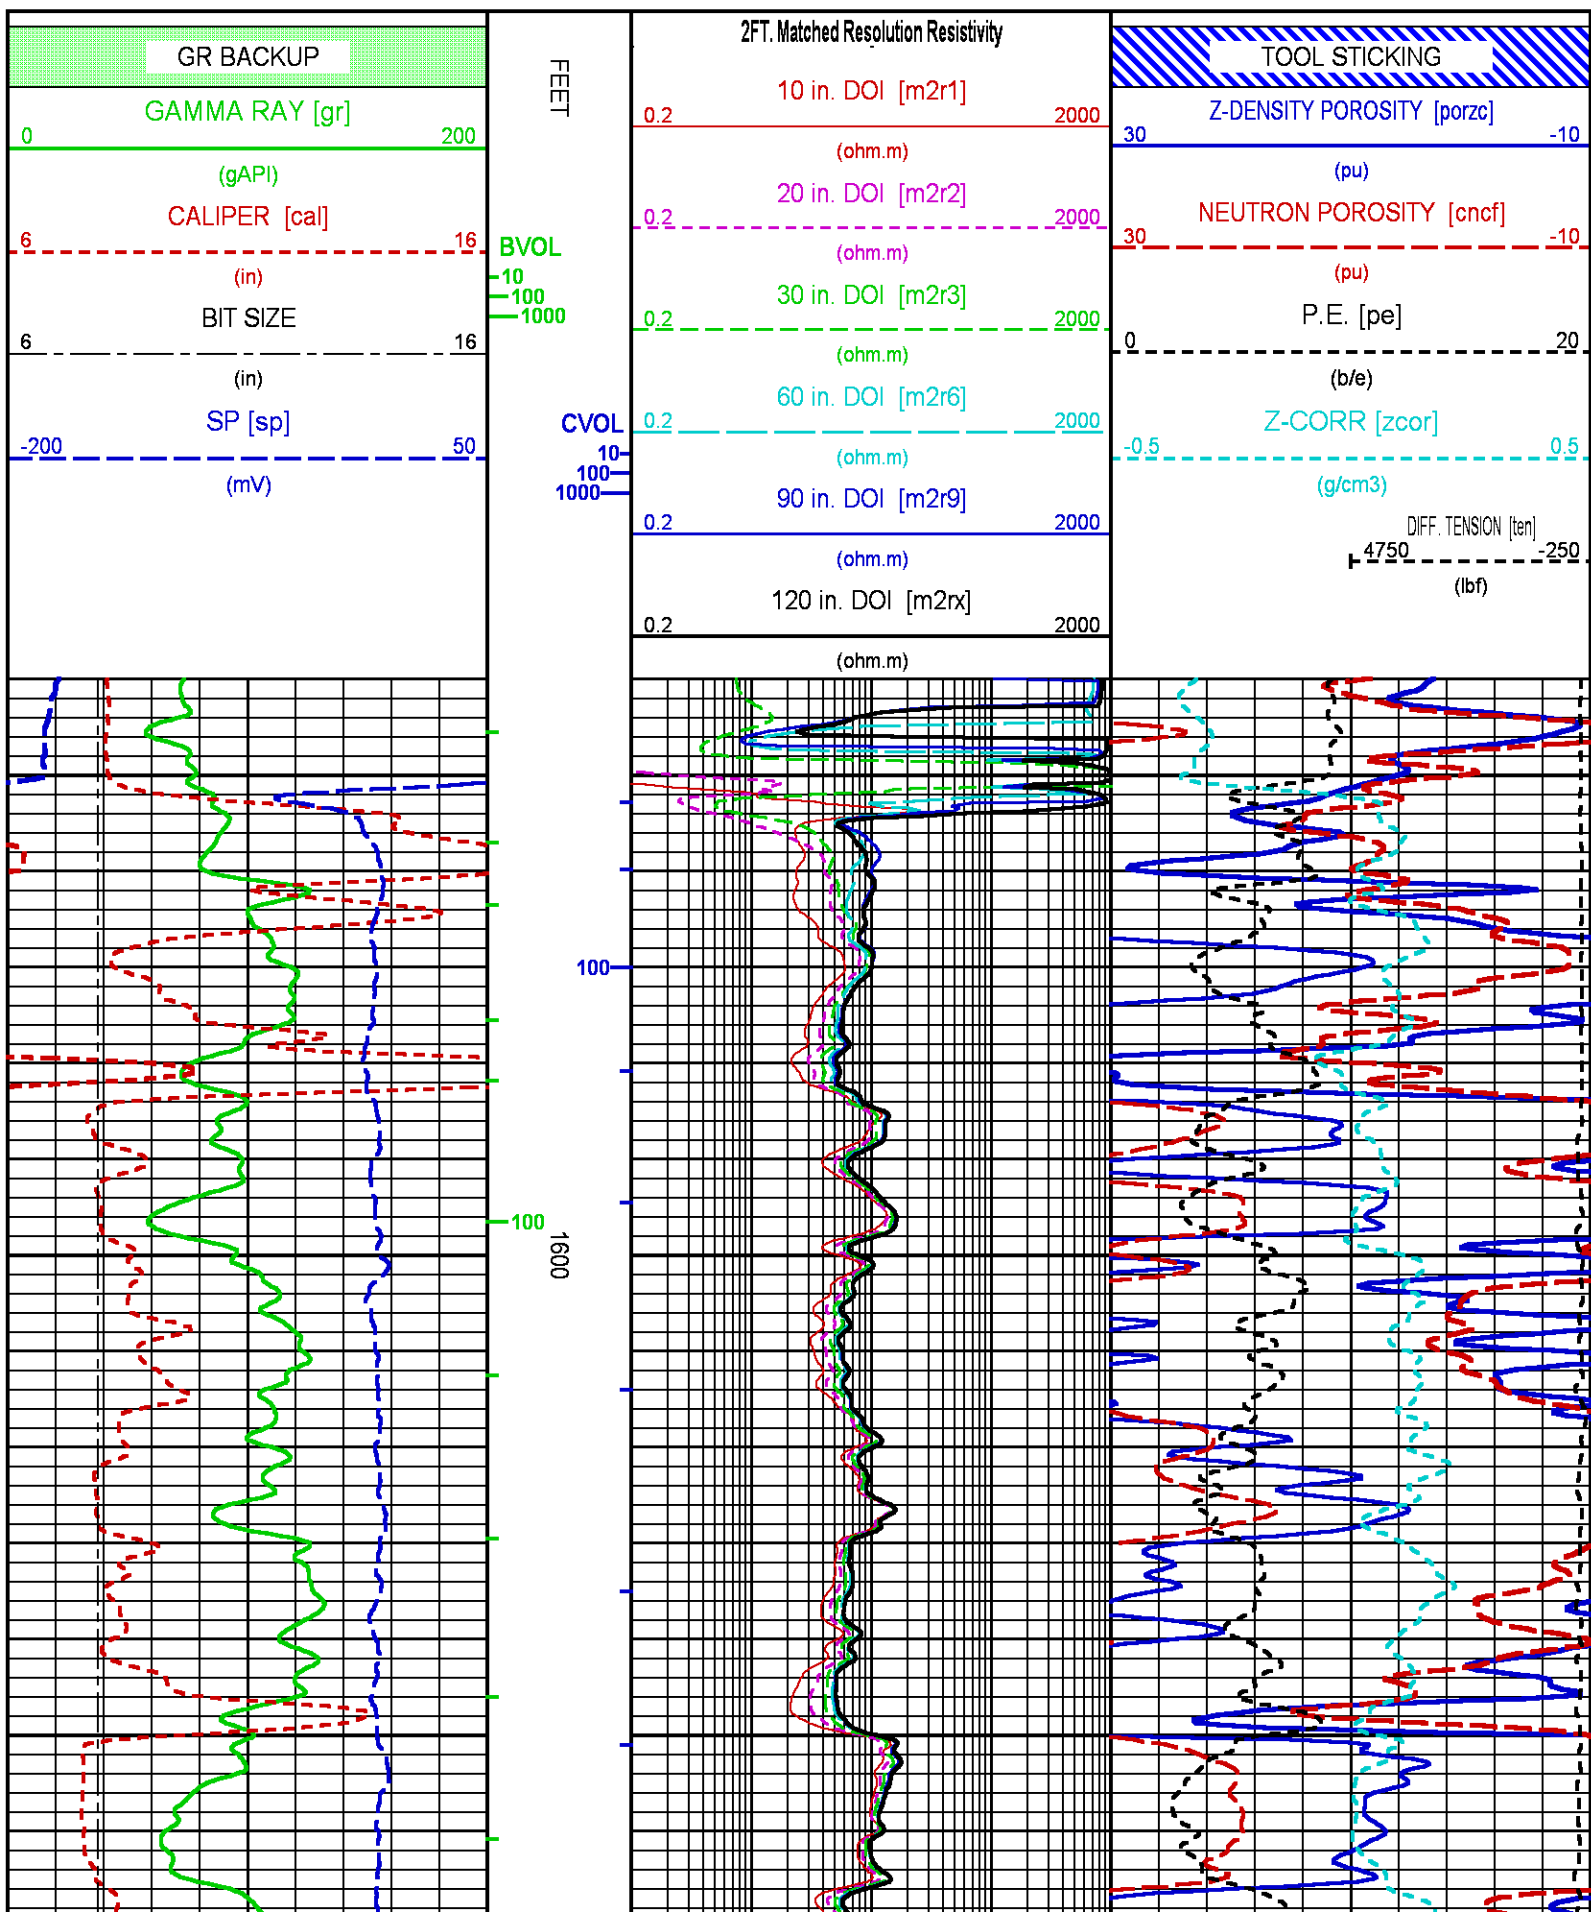 GR BACKUP
GAMMA RAY [gr]
0 200
(gAPI)
CALIPER [cal]
6 16
(in)
BIT SIZE
6 16
(in)
SP [sp]
-200 50
(mV)
FEET
BVOL
10
100
1000
CVOL
10
100
1000
2FT. Matched Resolution Resistivity
10 in. DOI [m2r1]
0.2 2000
(ohm.m)
20 in. DOI [m2r2]
0.2 2000
(ohm.m)
30 in. DOI [m2r3]
0.2 2000
(ohm.m)
60 in. DOI [m2r6]
0.2 2000
(ohm.m)
90 in. DOI [m2r9]
0.2 2000
(ohm.m)
120 in. DOI [m2rx]
0.2 2000
(ohm.m)
TOOL STICKING
Z-DENSITY POROSITY [porzc]
30 -10
(pu)
NEUTRON POROSITY [cncf]
30 -10
(pu)
P.E. [pe]
0 20
(b/e)
Z-CORR [zcor]
-0.5 0.5
(g/cm3)
DIFF. TENSION [ten]
4750 -250
(lbf)
100
100
1600